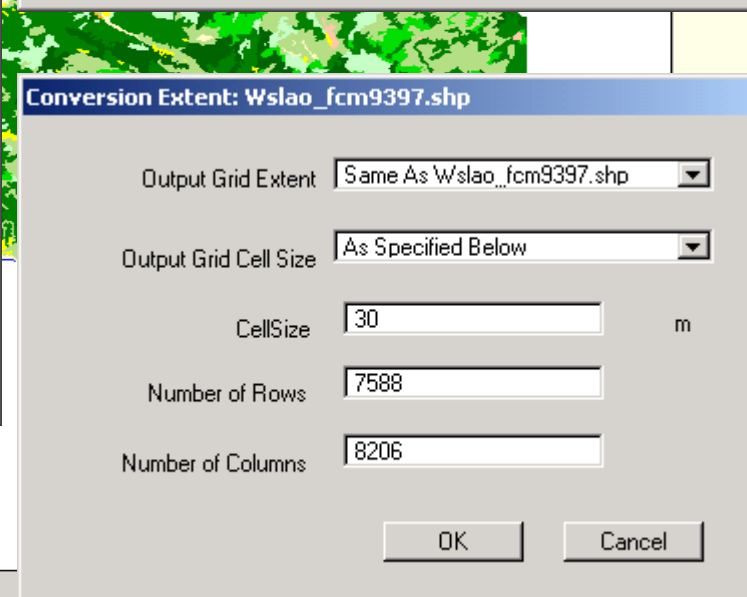 Conversion Extent: Wslao_fcm9397.shp
Output Grid Extent Same As Wslao_fcm9397.shp
Output Grid Cell Size As Specified Below
CellSize 30 m
Number of Rows 7588
Number of Columns 8206
OK Cancel